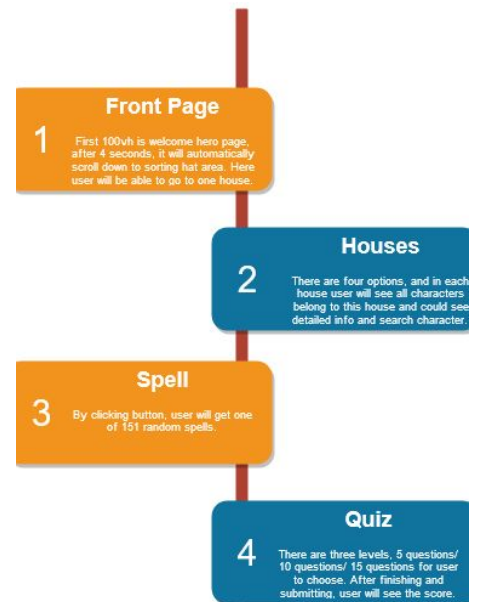 Front Page
1
First 100vh is welcome hero page,
after 4 seconds, it will automatically
scroll down to sorting hat area. Here
user will be able to go to one house.
Houses
2
There are four options, and in each
house user will see all characters
belong to this house and could see
detailed info and search character.
Spell
3
By clicking button, user will get one
of 151 random spells.
Quiz
4
There are three levels, 5 questions/
10 questions/ 15 questions for user
to choose. After finishing and
submitting, user will see the score.